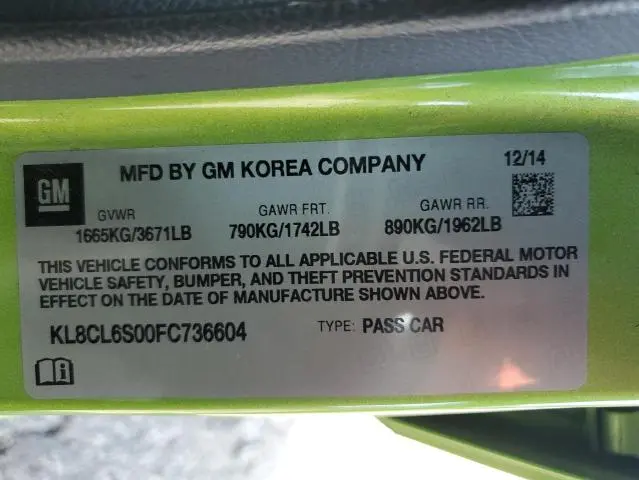 GM
MFD BY GM KOREA COMPANY
12/14
GVWR
1665KG/3671LB
GAWR FRT.
790KG/1742LB
GAWR RR.
890KG/1962LB
THIS VEHICLE CONFORMS TO ALL APPLICABLE U.S. FEDERAL MOTOR
VEHICLE SAFETY, BUMPER, AND THEFT PREVENTION STANDARDS IN
EFFECT ON THE DATE OF MANUFACTURE SHOWN ABOVE.
KL8CL6S00FC736604
TYPE: PASS CAR